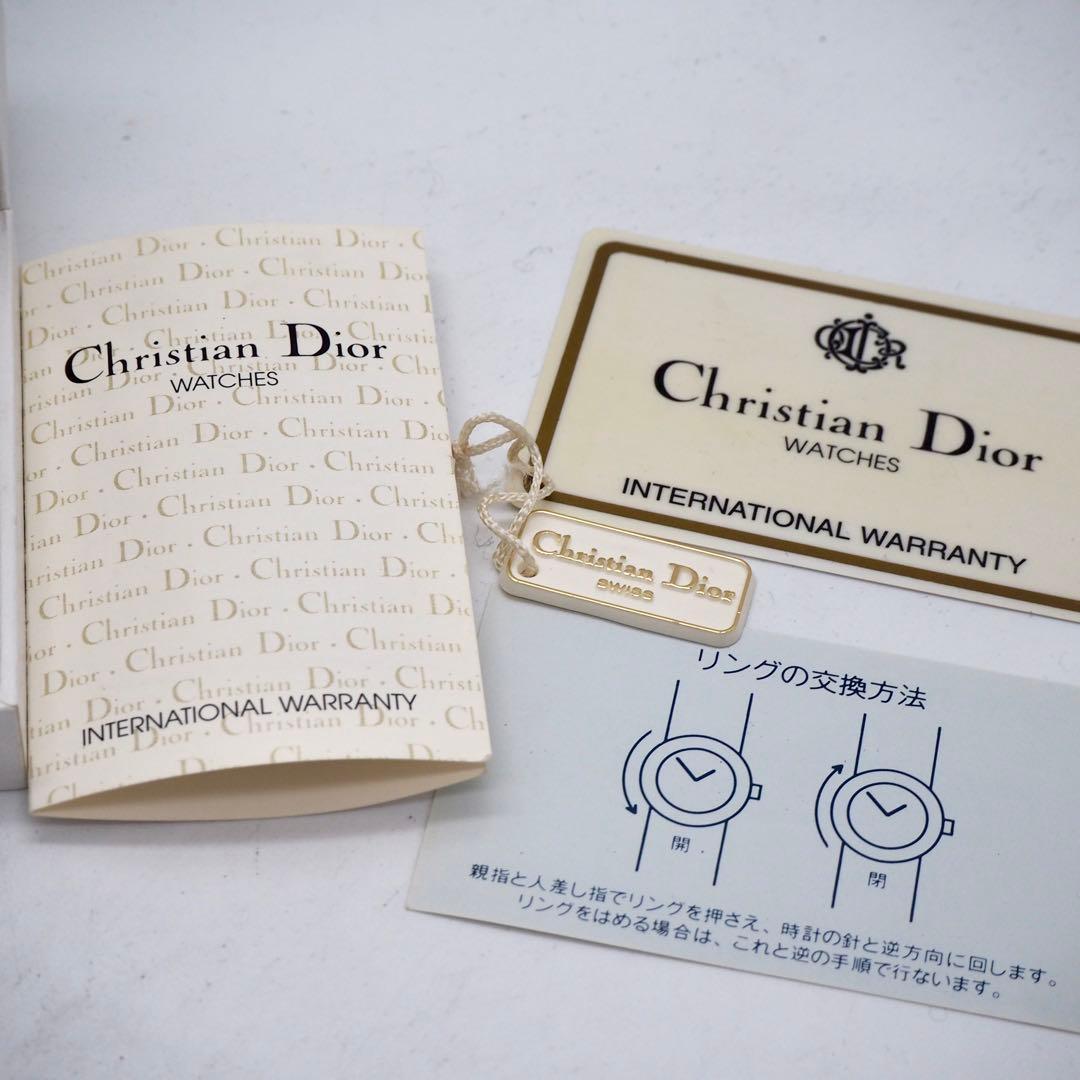 Christian Dior
WATCHES
INTERNATIONAL WARRANTY
Christian Dior
WATCHES
INTERNATIONAL WARRANTY
Christian Dior
SWISS
リングの交換方法
開
閉
親指と人差し指でリングを押さえ、時計の針と逆方向に回します。
リングをはめる場合は、これと逆の手順で行ないます。